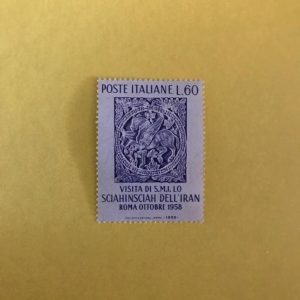 POSTE ITALIANE L.60
VISITA DI S.M.I. LO
SCIAHINSCIAH DELL'IRAN
ROMA OTTOBRE 1958